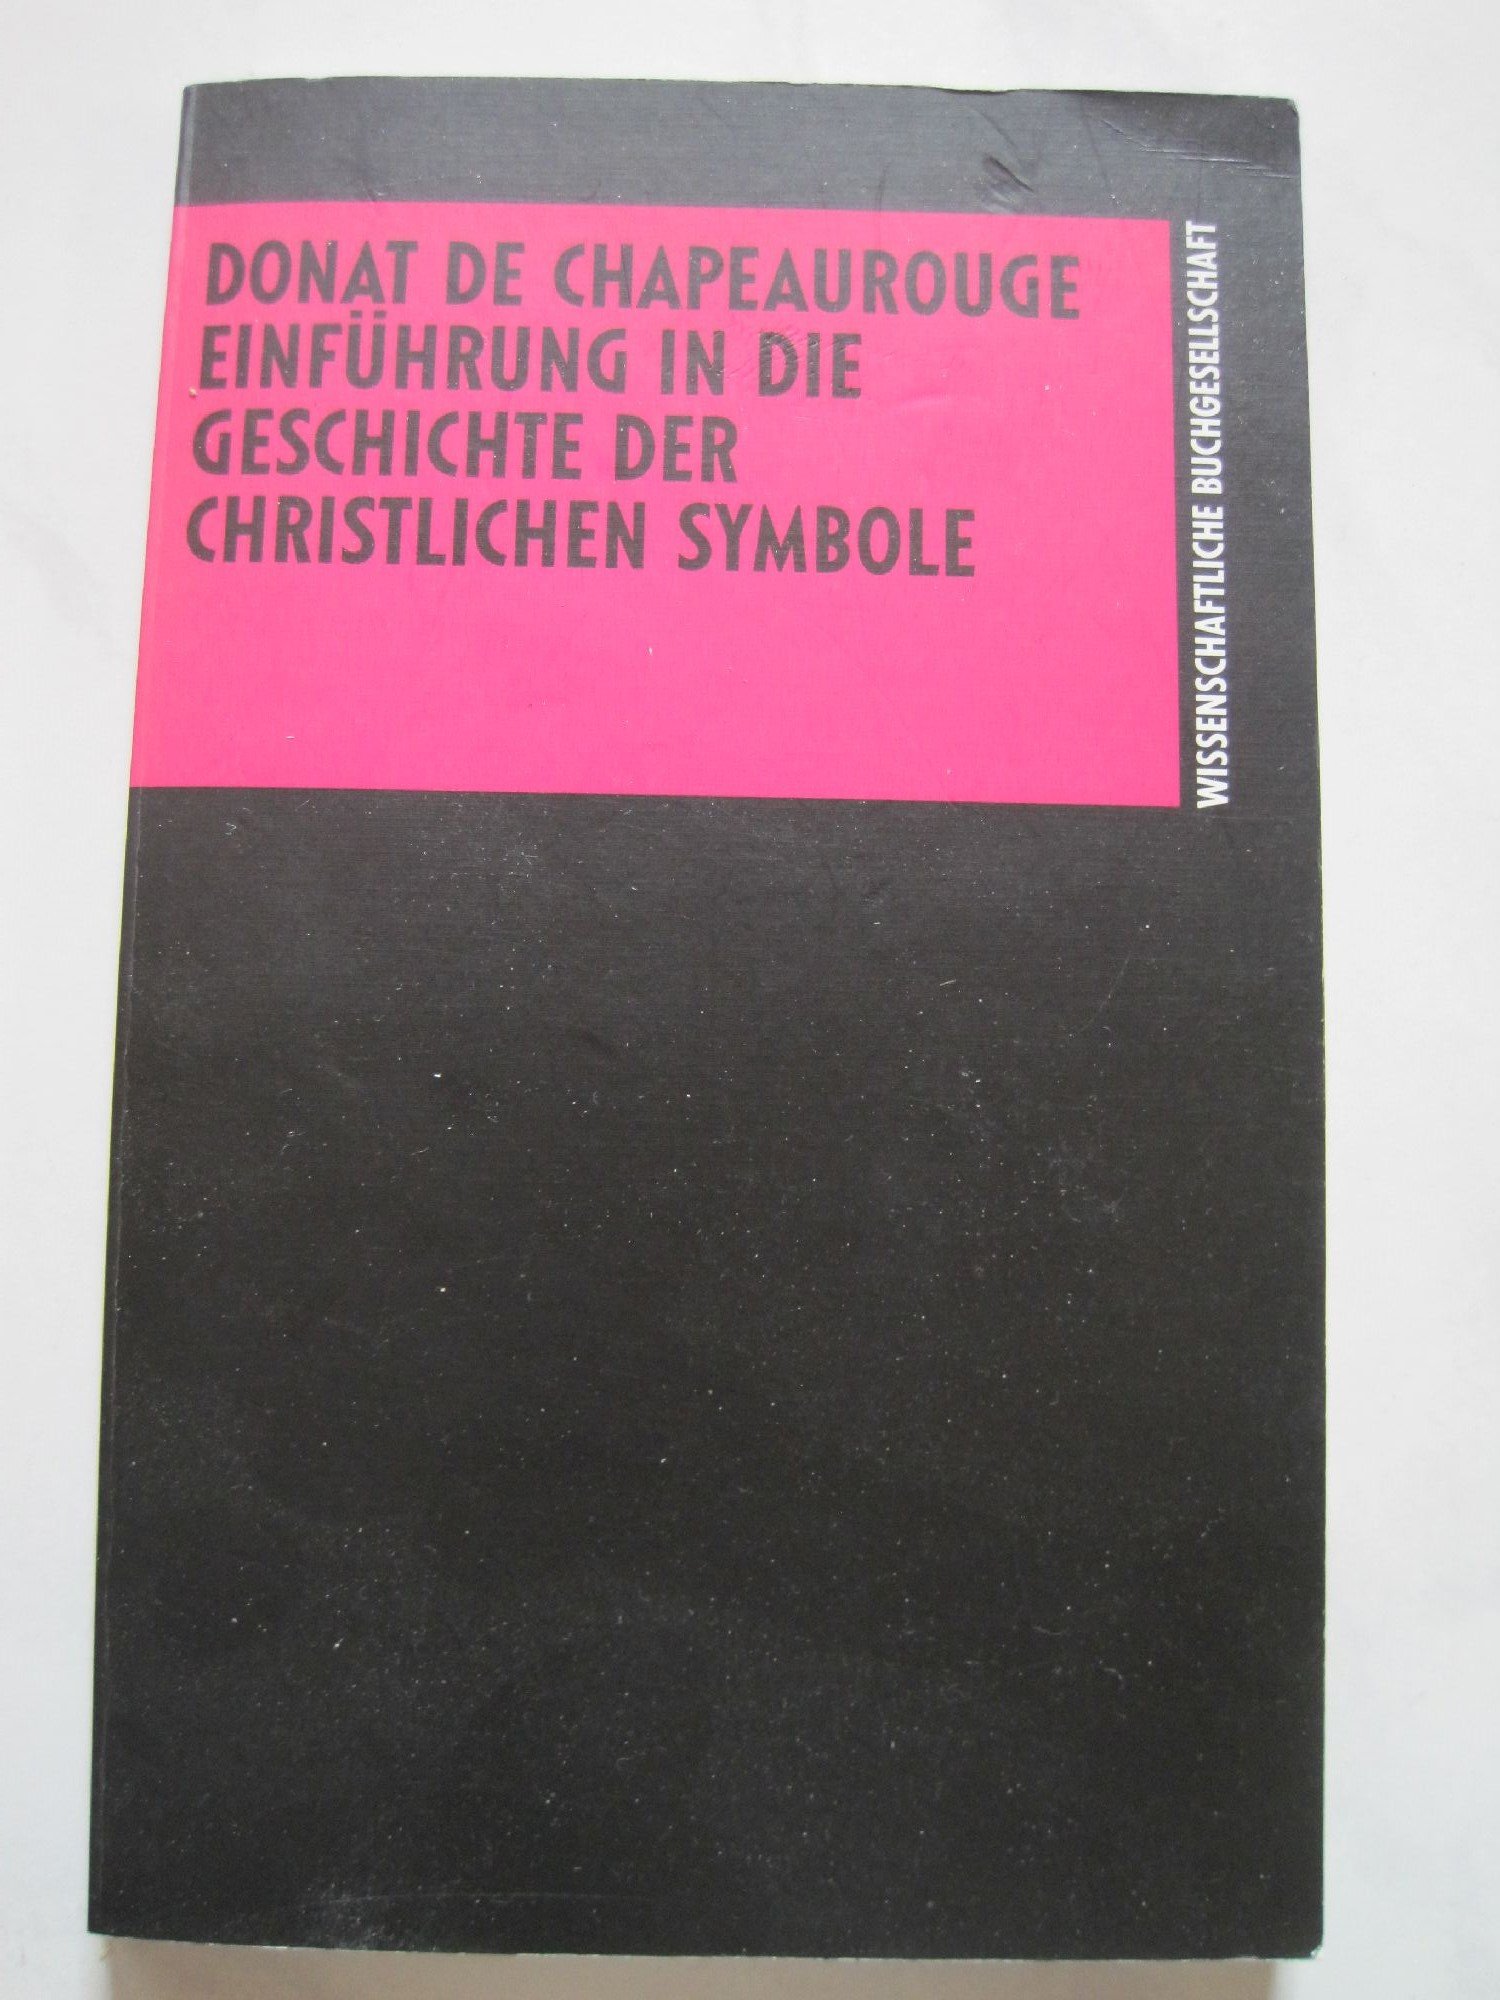 DONAT DE CHAPEAUROUGE
EINFÜHRUNG IN DIE
GESCHICHTE DER
CHRISTLICHEN SYMBOLE
WISSENSCHAFTLICHE BUCHGESELLSCHAFT